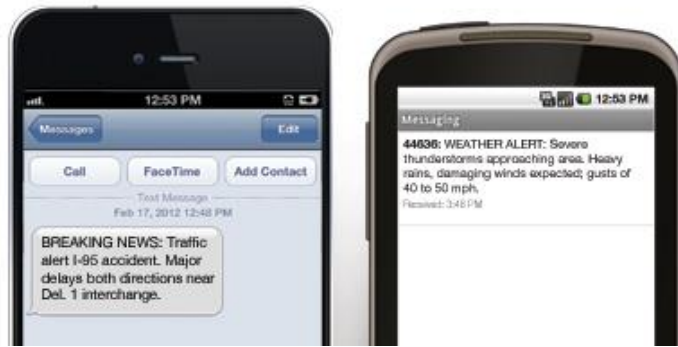 12:53 PM
Messages
Edit
Call
FaceTime
Add Contact
Text Message
Feb 17, 2012 12:48 PM
BREAKING NEWS: Traffic
alert I-95 accident. Major
delays both directions near
Del. 1 interchange.
12:53 PM
Messaging
44636: WEATHER ALERT: Severe
thunderstorms approaching area. Heavy
rains, damaging winds expected; gusts of
40 to 50 mph.
Received: 3:48 PM